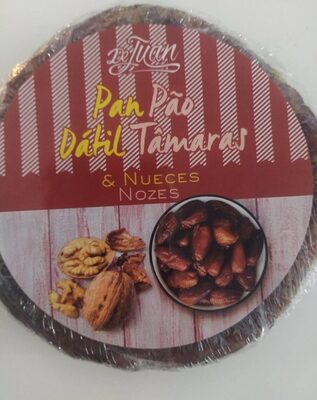 De Juan
Pan Pão
Dátil Tâmaras
& NUECES
NOZES